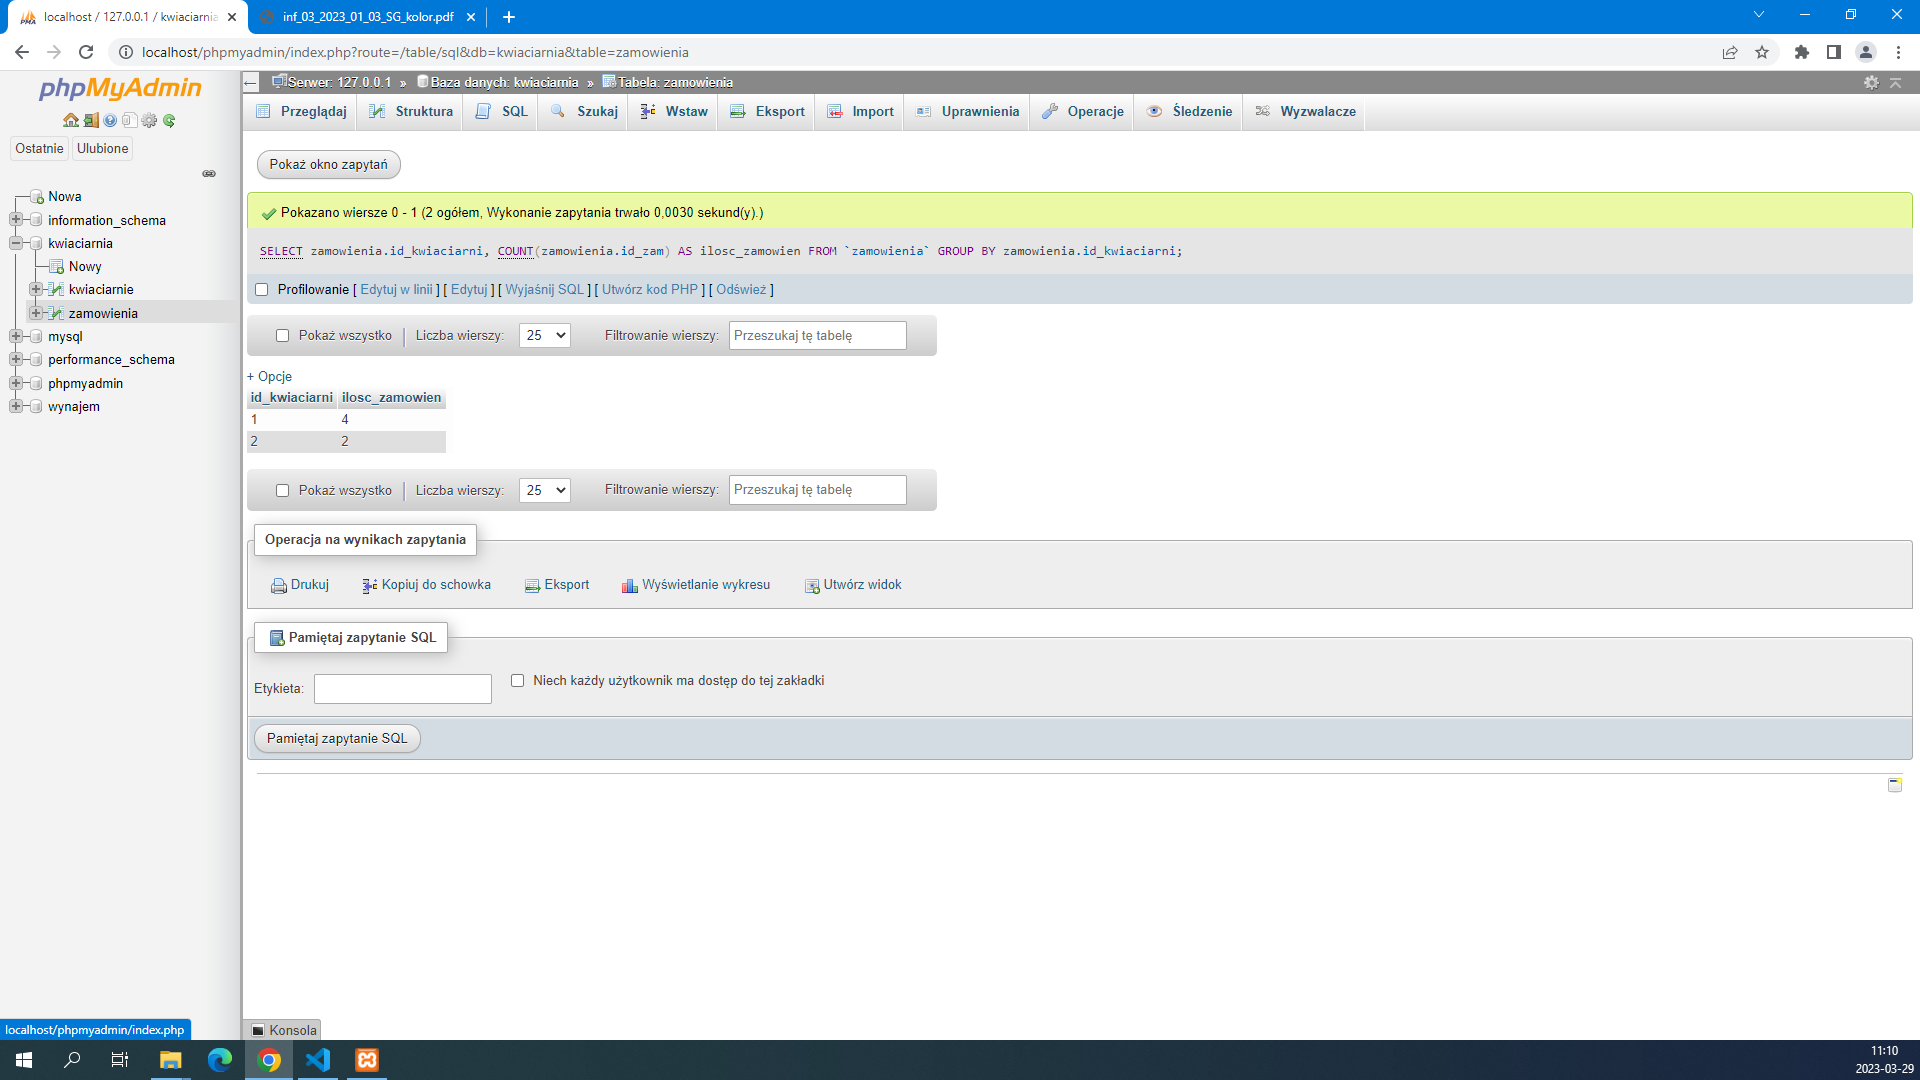 localhost / 127.0.0.1 / kwiaciarnia
inf_03_2023_01_03_SG_kolor.pdf
localhost/phpmyadmin/index.php?route=/table/sql&db=kwiaciarnia&table=zamowienia
phpMyAdmin
Ostatnie Ulubione
Nowa
information_schema
kwiaciarnia
Nowy
kwiaciarnie
zamowienia
mysql
performance_schema
phpmyadmin
wynajem
Serwer: 127.0.0.1 » Baza danych: kwiaciarnia » Tabela: zamowienia
Przeglądaj Struktura SQL Szukaj Wstaw Eksport Import Uprawnienia Operacje Śledzenie Wyzwalacze
Pokaż okno zapytań
Pokazano wiersze 0 - 1 (2 ogółem, Wykonanie zapytania trwało 0,0030 sekund(y).)
SELECT zamowienia.id_kwiaciarni, COUNT(zamowienia.id_zam) AS ilosc_zamowien FROM `zamowienia` GROUP BY zamowienia.id_kwiaciarni;
Profilowanie [ Edytuj w linii ] [ Edytuj ] [ Wyjaśnij SQL ] [ Utwórz kod PHP ] [ Odśwież ]
Pokaż wszystko | Liczba wierszy: 25 Filtrowanie wierszy: Przeszukaj tę tabelę
+ Opcje
id_kwiaciarni ilosc_zamowien
1 4
2 2
Pokaż wszystko | Liczba wierszy: 25 Filtrowanie wierszy: Przeszukaj tę tabelę
Operacja na wynikach zapytania
Drukuj Kopiuj do schowka Eksport Wyświetlanie wykresu Utwórz widok
Pamiętaj zapytanie SQL
Etykieta: Niech każdy użytkownik ma dostęp do tej zakładki
Pamiętaj zapytanie SQL
localhost/phpmyadmin/index.php
Konsola
11:10
2023-03-29